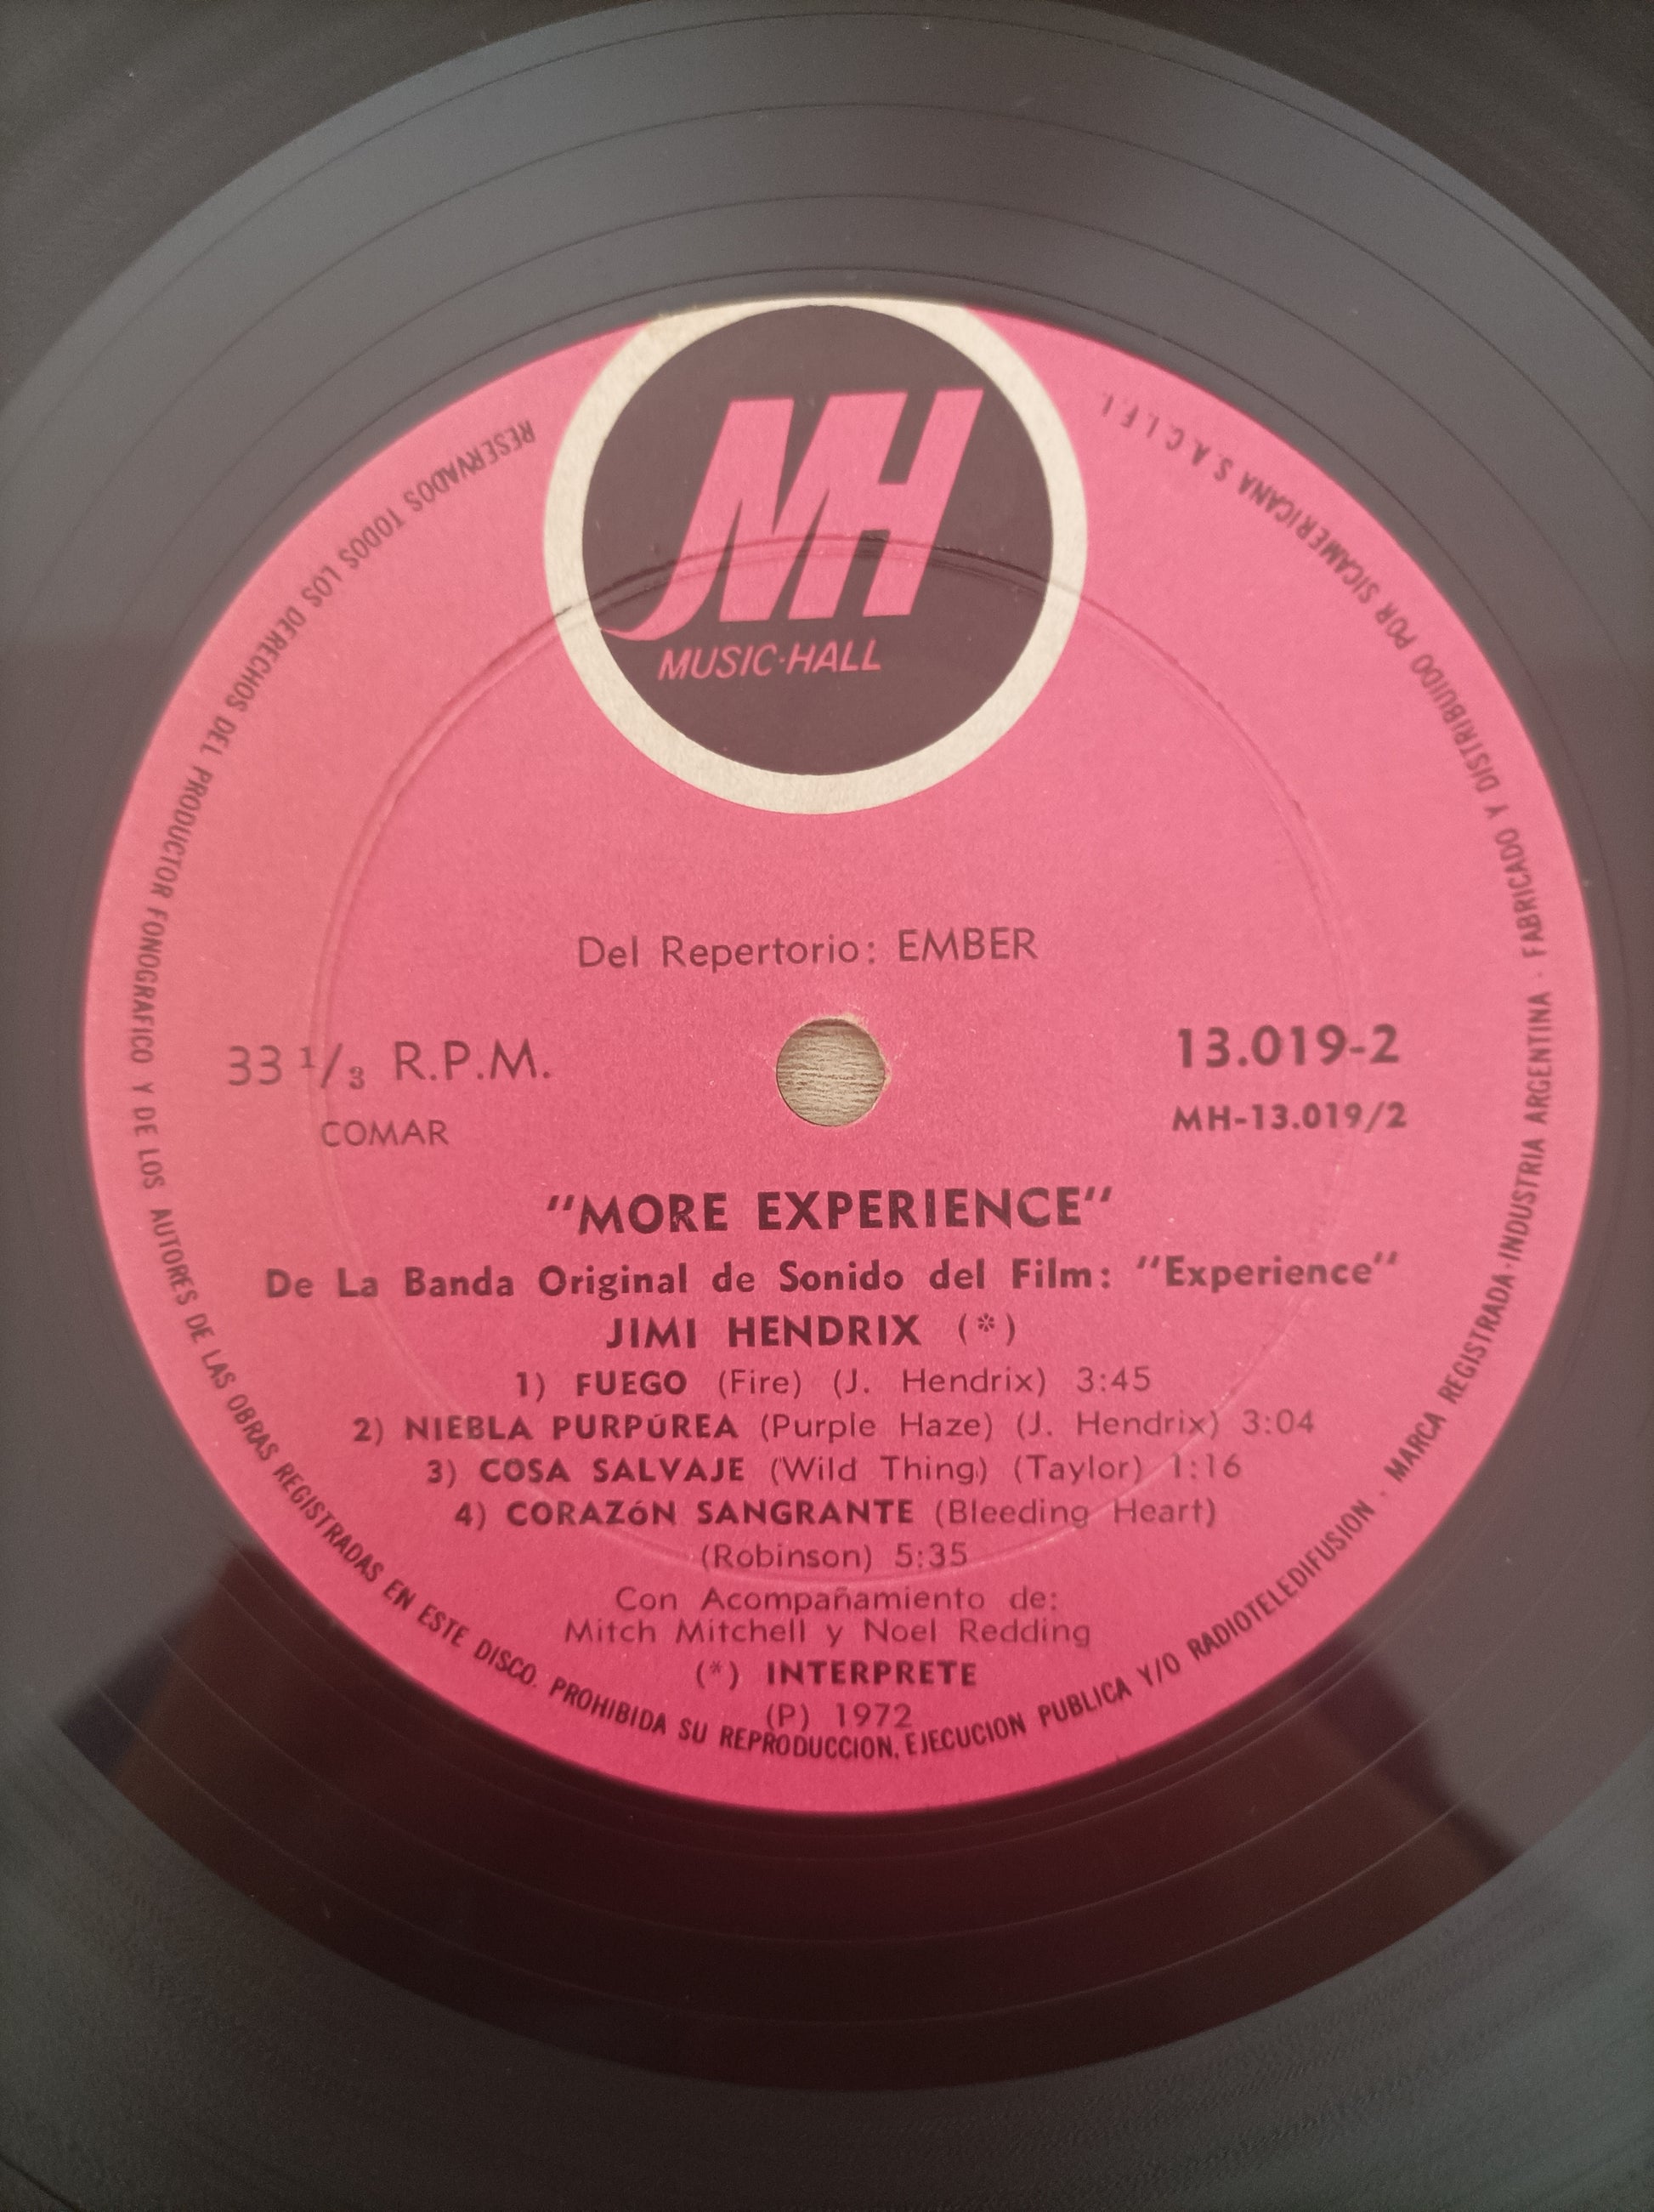 MH
MUSIC·HALL
Del Repertorio: EMBER
33 1/3 R.P.M.
COMAR
13.019-2
MH-13.019/2
"MORE EXPERIENCE"
De La Banda Original de Sonido del Film: "Experience"
JIMI HENDRIX (*)
1) FUEGO (Fire) (J. Hendrix) 3:45
2) NIEBLA PURPÚREA (Purple Haze) (J. Hendrix) 3:04
3) COSA SALVAJE (Wild Thing) (Taylor) 1:16
4) CORAZóN SANGRANTE (Bleeding Heart)
(Robinson) 5:35
Con Acompañamiento de:
Mitch Mitchell y Noel Redding
(*) INTERPRETE
(P) 1972
RESERVADOS TODOS LOS DERECHOS DEL PRODUCTOR FONOGRAFICO Y DE LOS AUTORES DE LAS OBRAS REGISTRADAS EN ESTE DISCO. PROHIBIDA SU REPRODUCCION, EJECUCION PUBLICA Y/O RADIOTELEDIFUSION . MARCA REGISTRADA·INDUSTRIA ARGENTINA · FABRICADO Y DISTRIBUIDO POR SICAMERICANA S.A.C.I.F.I.